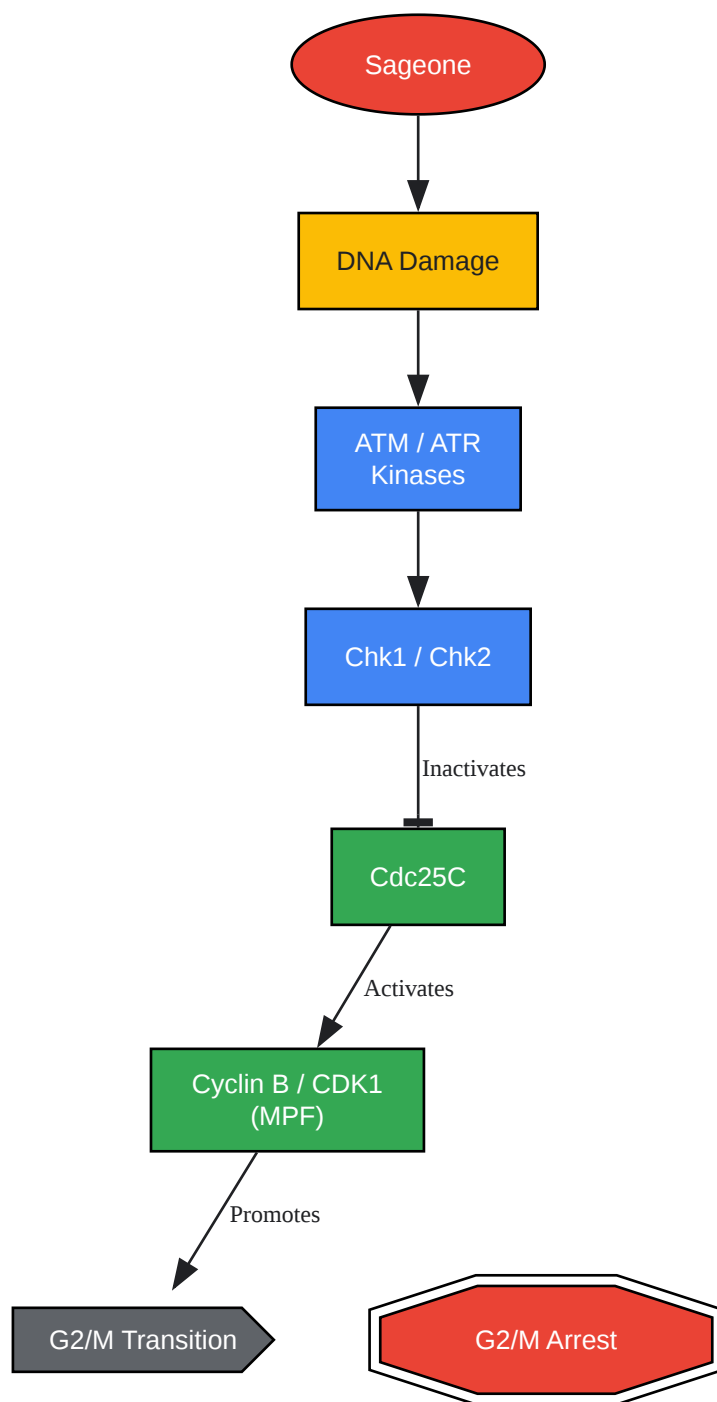 Sageone
DNA Damage
ATM / ATR
Kinases
Chk1 / Chk2
Inactivates
Cdc25C
Activates
Cyclin B / CDK1
(MPF)
Promotes
G2/M Transition
G2/M Arrest